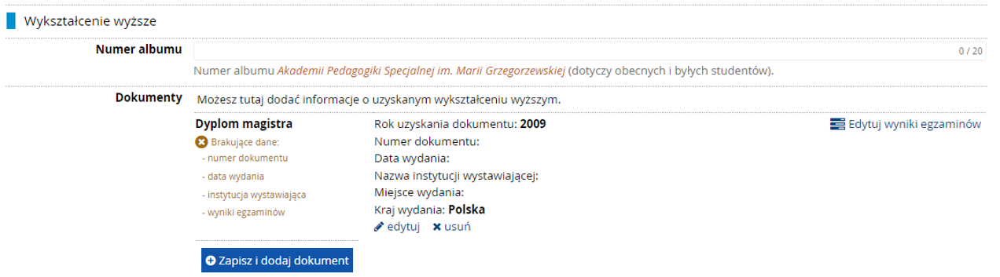 Wykształcenie wyższe
Numer albumu
0 / 20
Numer albumu Akademii Pedagogiki Specjalnej im. Marii Grzegorzewskiej (dotyczy obecnych i byłych studentów).
Dokumenty
Możesz tutaj dodać informacje o uzyskanym wykształceniu wyższym.
Dyplom magistra
Brakujące dane:
- numer dokumentu
- data wydania
- instytucja wystawiająca
- wyniki egzaminów
Rok uzyskania dokumentu: 2009
Numer dokumentu:
Data wydania:
Nazwa instytucji wystawiającej:
Miejsce wydania:
Kraj wydania: Polska
edytuj usuń
Edytuj wyniki egzaminów
Zapisz i dodaj dokument